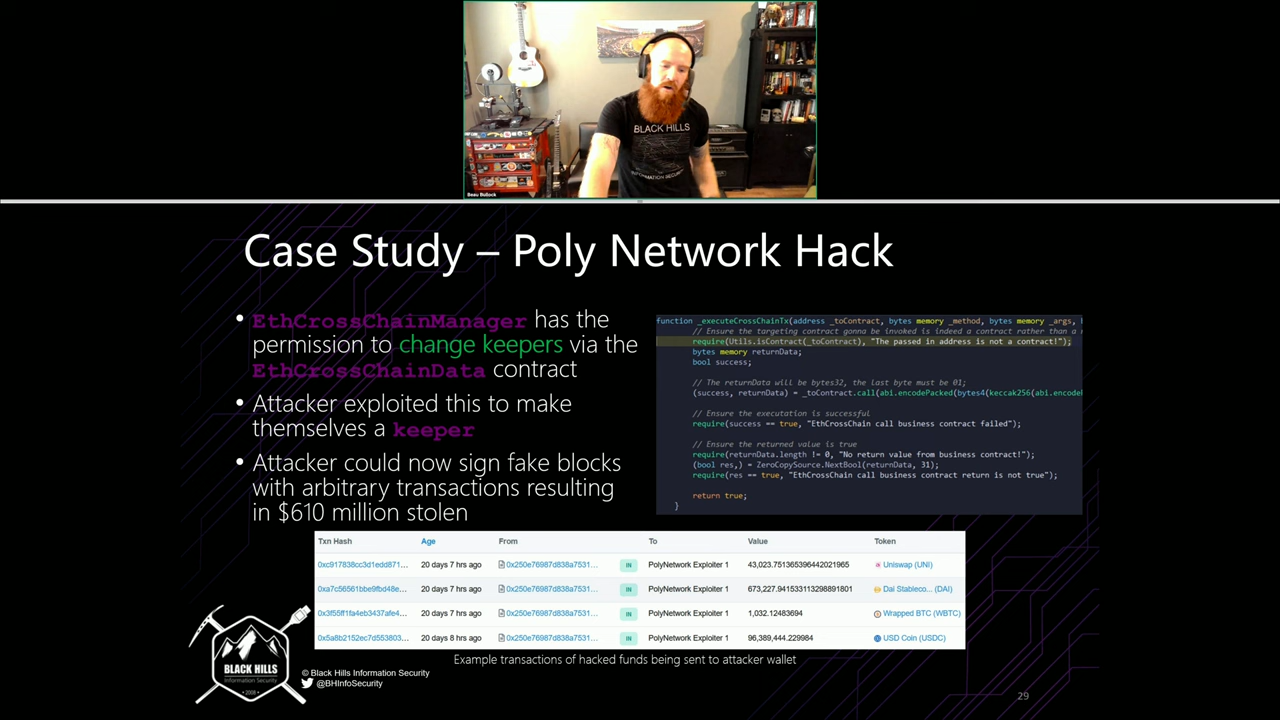 BLACK HILLS
INFORMATION SECURITY
Beau Bullock
Case Study – Poly Network Hack
• EthCrossChainManager has the
permission to change keepers via the
EthCrossChainData contract
• Attacker exploited this to make
themselves a keeper
• Attacker could now sign fake blocks
with arbitrary transactions resulting
in $610 million stolen
function _executeCrossChainTx(address _toContract, bytes memory _method, bytes memory _args,
// Ensure the targeting contract gonna be invoked is indeed a contract rather than a
require(Utils.isContract(_toContract), "The passed in address is not a contract!");
bytes memory returnData;
bool success;
// The returnData will be bytes32, the last byte must be 01;
(success, returnData) = _toContract.call(abi.encodePacked(bytes4(keccak256(abi.encode
// Ensure the executation is successful
require(success == true, "EthCrossChain call business contract failed");
// Ensure the returned value is true
require(returnData.length != 0, "No return value from business contract!");
(bool res,) = ZeroCopySource.NextBool(returnData, 31);
require(res == true, "EthCrossChain call business contract return is not true");
return true;
}
Txn Hash Age From To Value Token
0xc917838cc3d1edd871... 20 days 7 hrs ago 0x250e76987d838a7531... IN PolyNetwork Exploiter 1 43,023.751365396442021965 Uniswap (UNI)
0xa7c56561bbe9fbd48e... 20 days 7 hrs ago 0x250e76987d838a7531... IN PolyNetwork Exploiter 1 673,227.941533113298891801 Dai Stableco... (DAI)
0x3f55ff1fa4eb3437afe4... 20 days 7 hrs ago 0x250e76987d838a7531... IN PolyNetwork Exploiter 1 1,032.12483694 Wrapped BTC (WBTC)
0x5a8b2152ec7d553803... 20 days 8 hrs ago 0x250e76987d838a7531... IN PolyNetwork Exploiter 1 96,389,444.229984 USD Coin (USDC)
Example transactions of hacked funds being sent to attacker wallet
BLACK HILLS
Information Security
• 2008 •
© Black Hills Information Security
@BHInfoSecurity
29